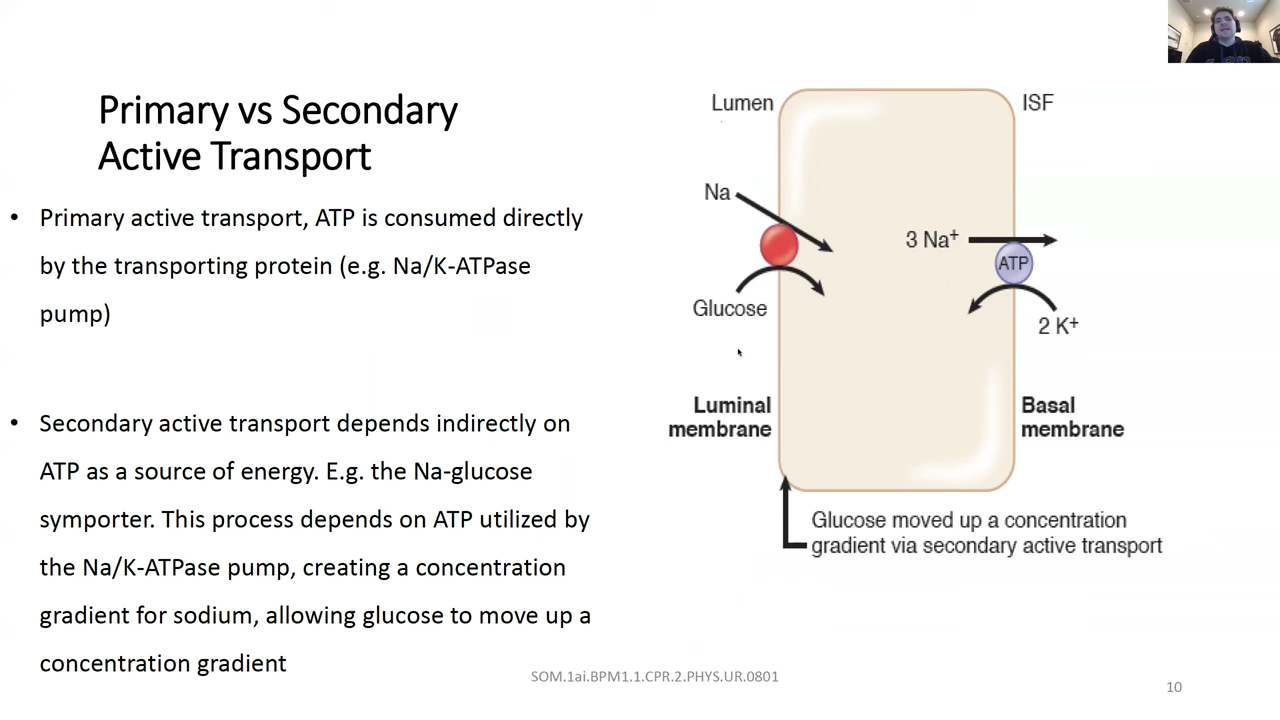 Primary vs Secondary
Active Transport
• Primary active transport, ATP is consumed directly
by the transporting protein (e.g. Na/K-ATPase
pump)
• Secondary active transport depends indirectly on
ATP as a source of energy. E.g. the Na-glucose
symporter. This process depends on ATP utilized by
the Na/K-ATPase pump, creating a concentration
gradient for sodium, allowing glucose to move up a
concentration gradient
Lumen
ISF
Na
3 Na⁺
ATP
Glucose
2 K⁺
Luminal
membrane
Basal
membrane
Glucose moved up a concentration
gradient via secondary active transport
SOM.1ai.BPM1.1.CPR.2.PHYS.UR.0801
10